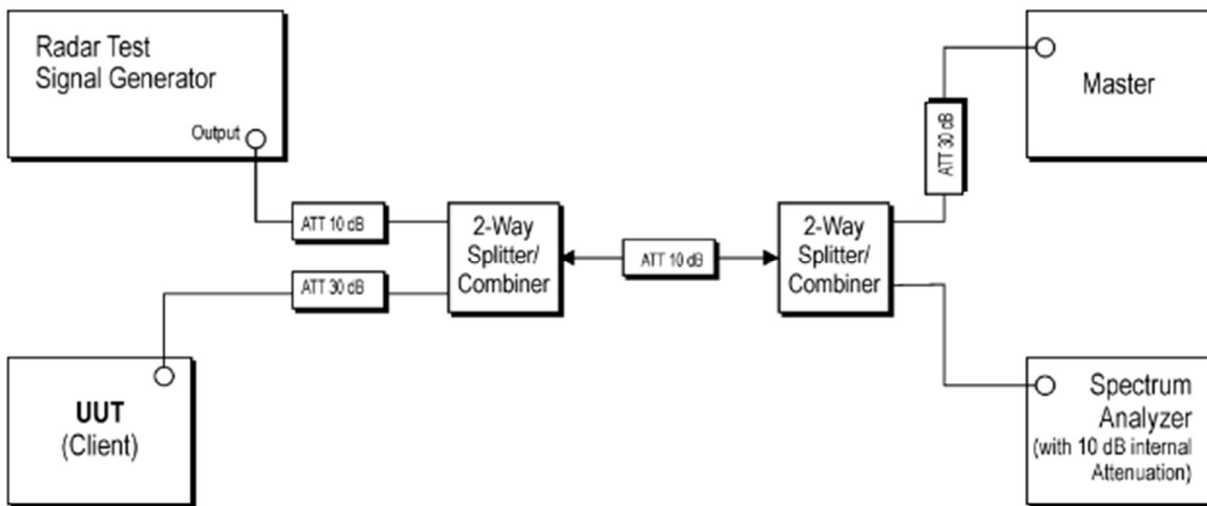 Radar Test
Signal Generator
Output
ATT 10 dB
ATT 30 dB
2-Way
Splitter/
Combiner
ATT 10 dB
2-Way
Splitter/
Combiner
ATT 30 dB
Master
UUT
(Client)
Spectrum
Analyzer
(with 10 dB internal
Attenuation)